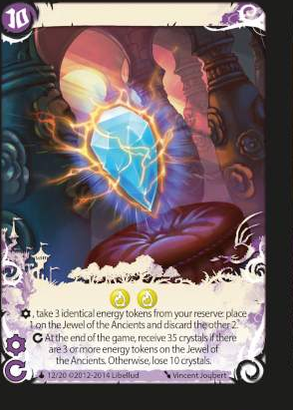 10
, take 3 identical energy tokens from your reserve: place
1 on the Jewel of the Ancients and discard the other 2.
At the end of the game, receive 35 crystals if there
are 3 or more energy tokens on the Jewel of
the Ancients. Otherwise, lose 10 crystals.
12/20 ©2012-2014 Libellud Vincent Joubert